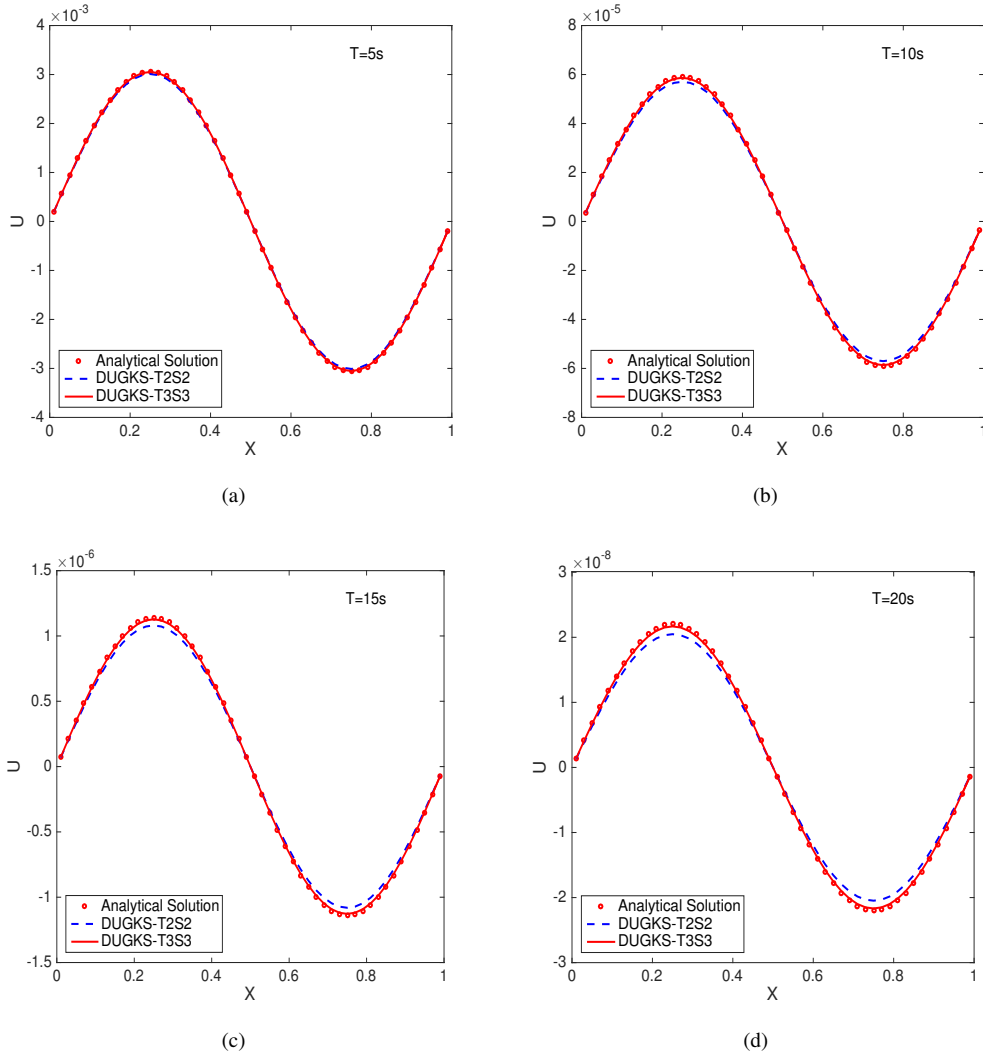 ×10⁻³
T=5s
4
3
2
1
0
-1
-2
-3
-4
U
Analytical Solution
DUGKS-T2S2
DUGKS-T3S3
0 0.2 0.4 0.6 0.8 1
X
(a)
×10⁻⁵
T=10s
8
6
4
2
0
-2
-4
-6
-8
U
Analytical Solution
DUGKS-T2S2
DUGKS-T3S3
0 0.2 0.4 0.6 0.8 1
X
(b)
×10⁻⁶
T=15s
1.5
1
0.5
0
-0.5
-1
-1.5
U
Analytical Solution
DUGKS-T2S2
DUGKS-T3S3
0 0.2 0.4 0.6 0.8 1
X
(c)
×10⁻⁸
T=20s
3
2
1
0
-1
-2
-3
U
Analytical Solution
DUGKS-T2S2
DUGKS-T3S3
0 0.2 0.4 0.6 0.8 1
X
(d)